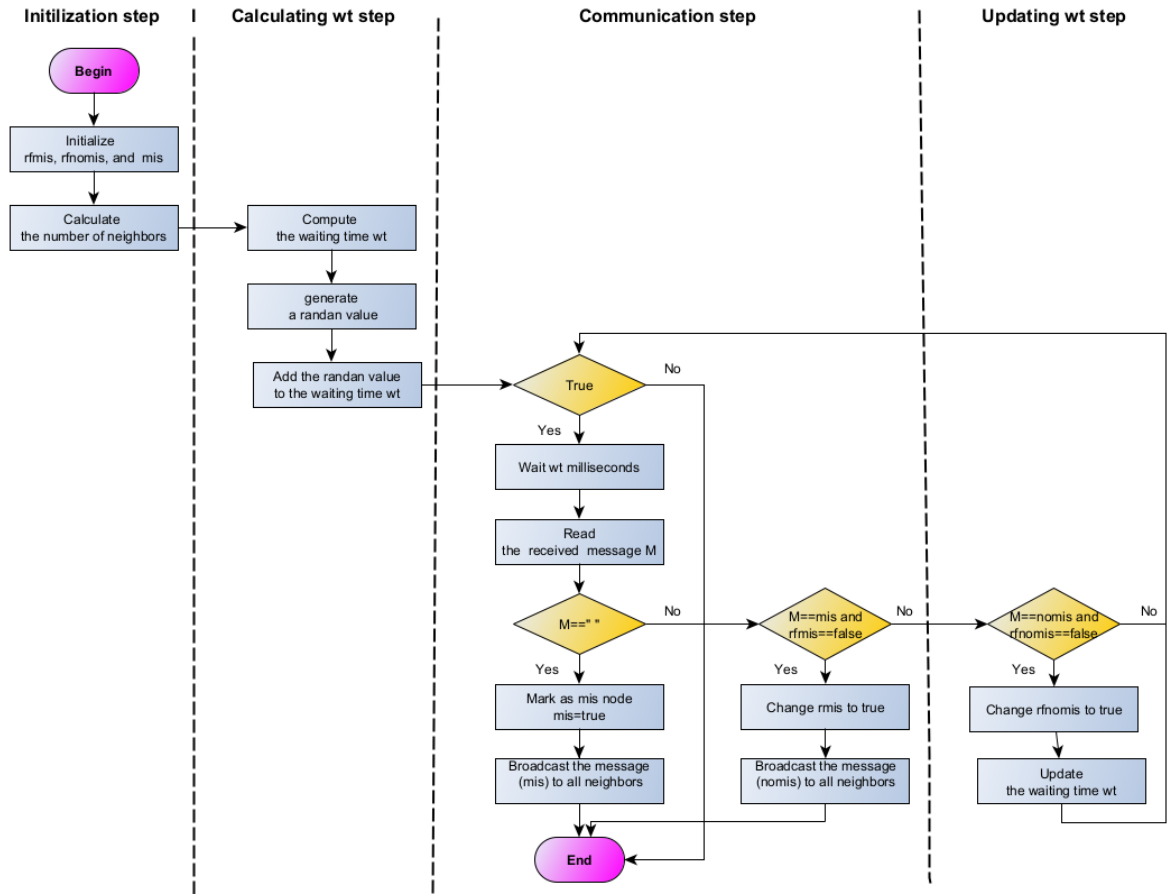 Initilization step
Calculating wt step
Communication step
Updating wt step
Begin
Initialize
rfmis, rfnomis, and mis
Calculate
the number of neighbors
Compute
the waiting time wt
generate
a randan value
Add the randan value
to the waiting time wt
True
No
Yes
Wait wt milliseconds
Read
the received message M
M==" "
No
Yes
Mark as mis node
mis=true
Broadcast the message
(mis) to all neighbors
M==mis and
rfmis==false
No
Yes
Change rmis to true
Broadcast the message
(nomis) to all neighbors
M==nomis and
rfnomis==false
No
Yes
Change rfnomis to true
Update
the waiting time wt
End